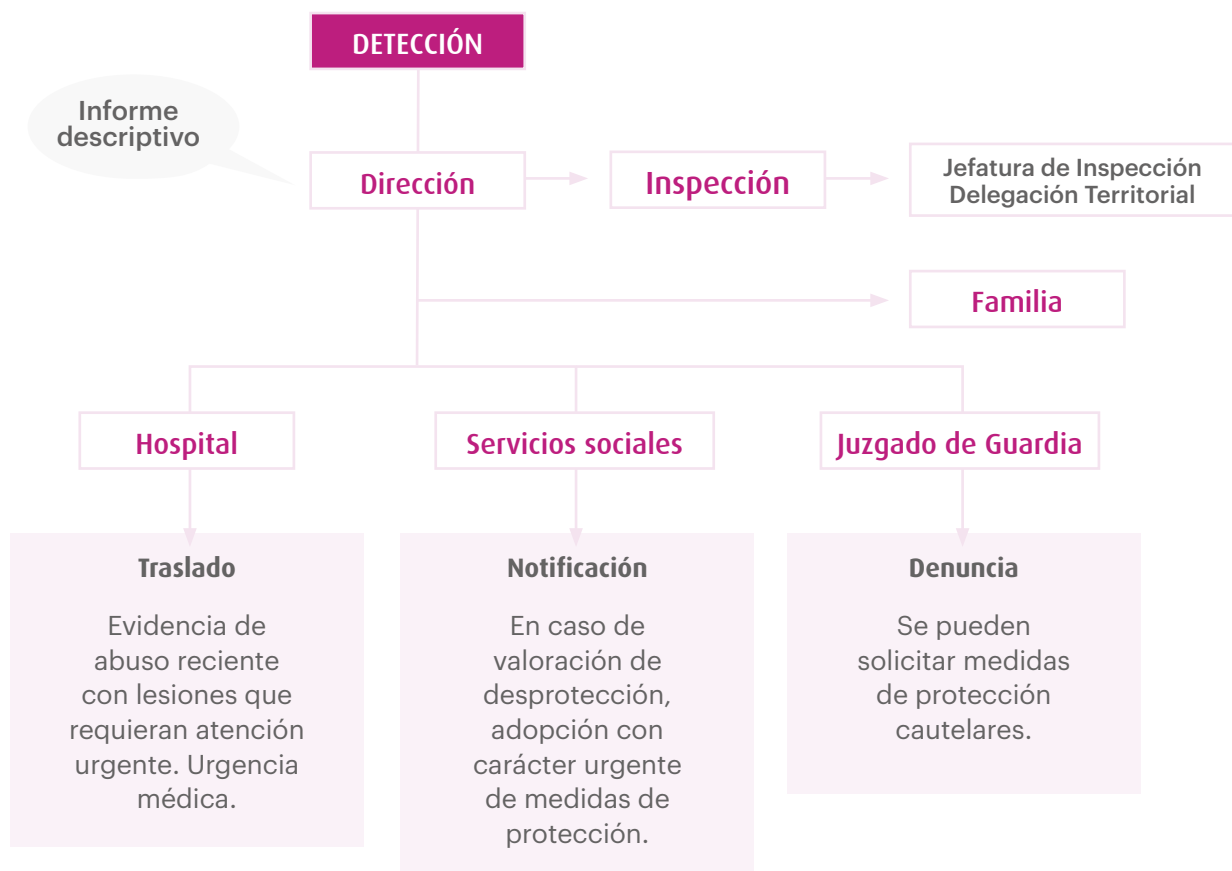 DETECCIÓN
Informe
descriptivo
Dirección
Inspección
Jefatura de Inspección
Delegación Territorial
Familia
Hospital
Servicios sociales
Juzgado de Guardia
Traslado
Evidencia de
abuso reciente
con lesiones que
requieran atención
urgente. Urgencia
médica.
Notificación
En caso de
valoración de
desprotección,
adopción con
carácter urgente
de medidas de
protección.
Denuncia
Se pueden
solicitar medidas
de protección
cautelares.